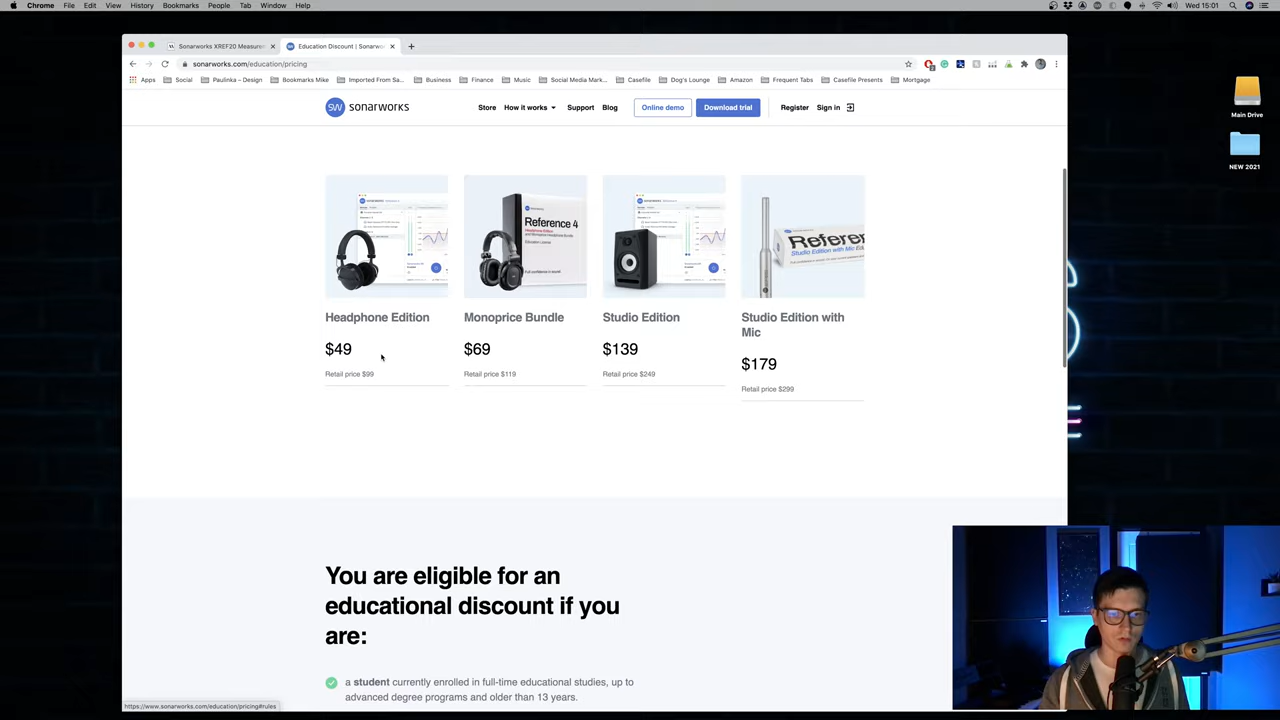 Chrome File Edit View History Bookmarks People Tab Window Help
Wed 15:01
Sonarworks XREF20 Measurem
Education Discount | Sonarwo
sonarworks.com/education/pricing
Apps Social Paulinka – Design Bookmarks Mike Imported From Sa... Business Finance Music Social Media Mark... Casefile Dog's Lounge Amazon Frequent Tabs Casefile Presents Mortgage
SW sonarworks Store How it works Support Blog Online demo Download trial Register Sign in
Main Drive
NEW 2021
Reference 4
Headphone Edition
Monoprice Bundle
Studio Edition
Studio Edition with
Mic
$49
$69
$139
$179
Retail price $99
Retail price $119
Retail price $249
Retail price $299
You are eligible for an
educational discount if you
are:
a student currently enrolled in full-time educational studies, up to
advanced degree programs and older than 13 years.
https://www.sonarworks.com/education/pricing#rules